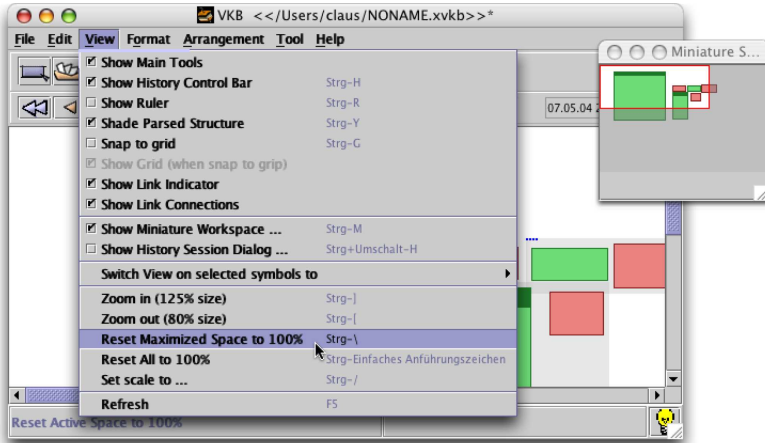 VKB <</Users/claus/NONAME.xvkb>>*
File Edit View Format Arrangement Tool Help
Miniature S...
Show Main Tools
Show History Control Bar Strg-H
Show Ruler Strg-R
07.05.04
Shade Parsed Structure Strg-Y
Snap to grid Strg-G
Show Grid (when snap to grip)
Show Link Indicator
Show Link Connections
Show Miniature Workspace ... Strg-M
Show History Session Dialog ... Strg+Umschalt-H
Switch View on selected symbols to
Zoom in (125% size) Strg-]
Zoom out (80% size) Strg-[
Reset Maximized Space to 100% Strg-\
Reset All to 100% Strg-Einfaches Anführungszeichen
Set scale to ... Strg-/
Refresh F5
Reset Active Space to 100%